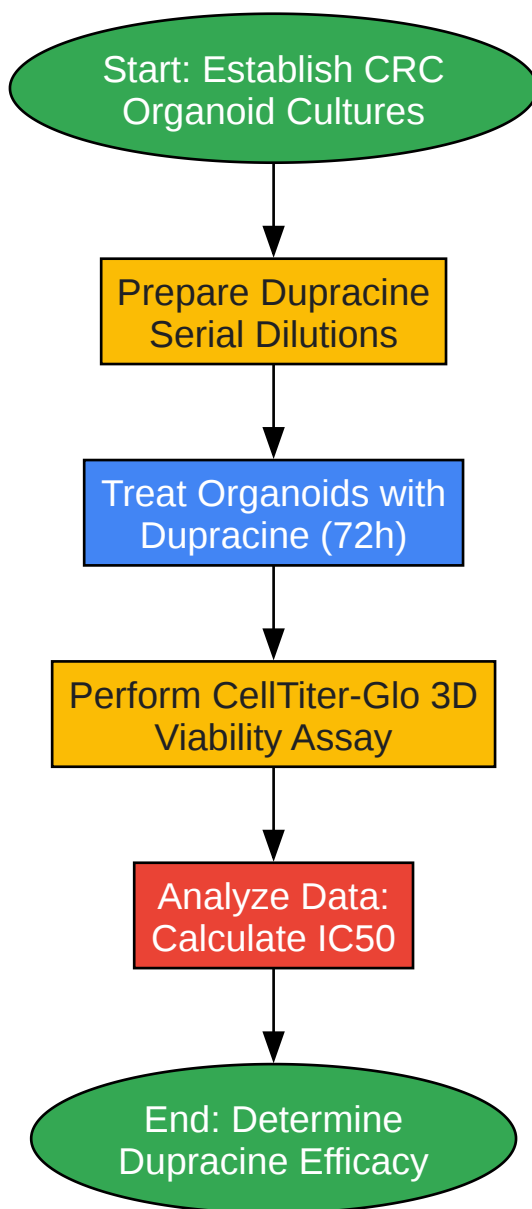 Start: Establish CRC
Organoid Cultures
Prepare Dupracine
Serial Dilutions
Treat Organoids with
Dupracine (72h)
Perform CellTiter-Glo 3D
Viability Assay
Analyze Data:
Calculate IC50
End: Determine
Dupracine Efficacy